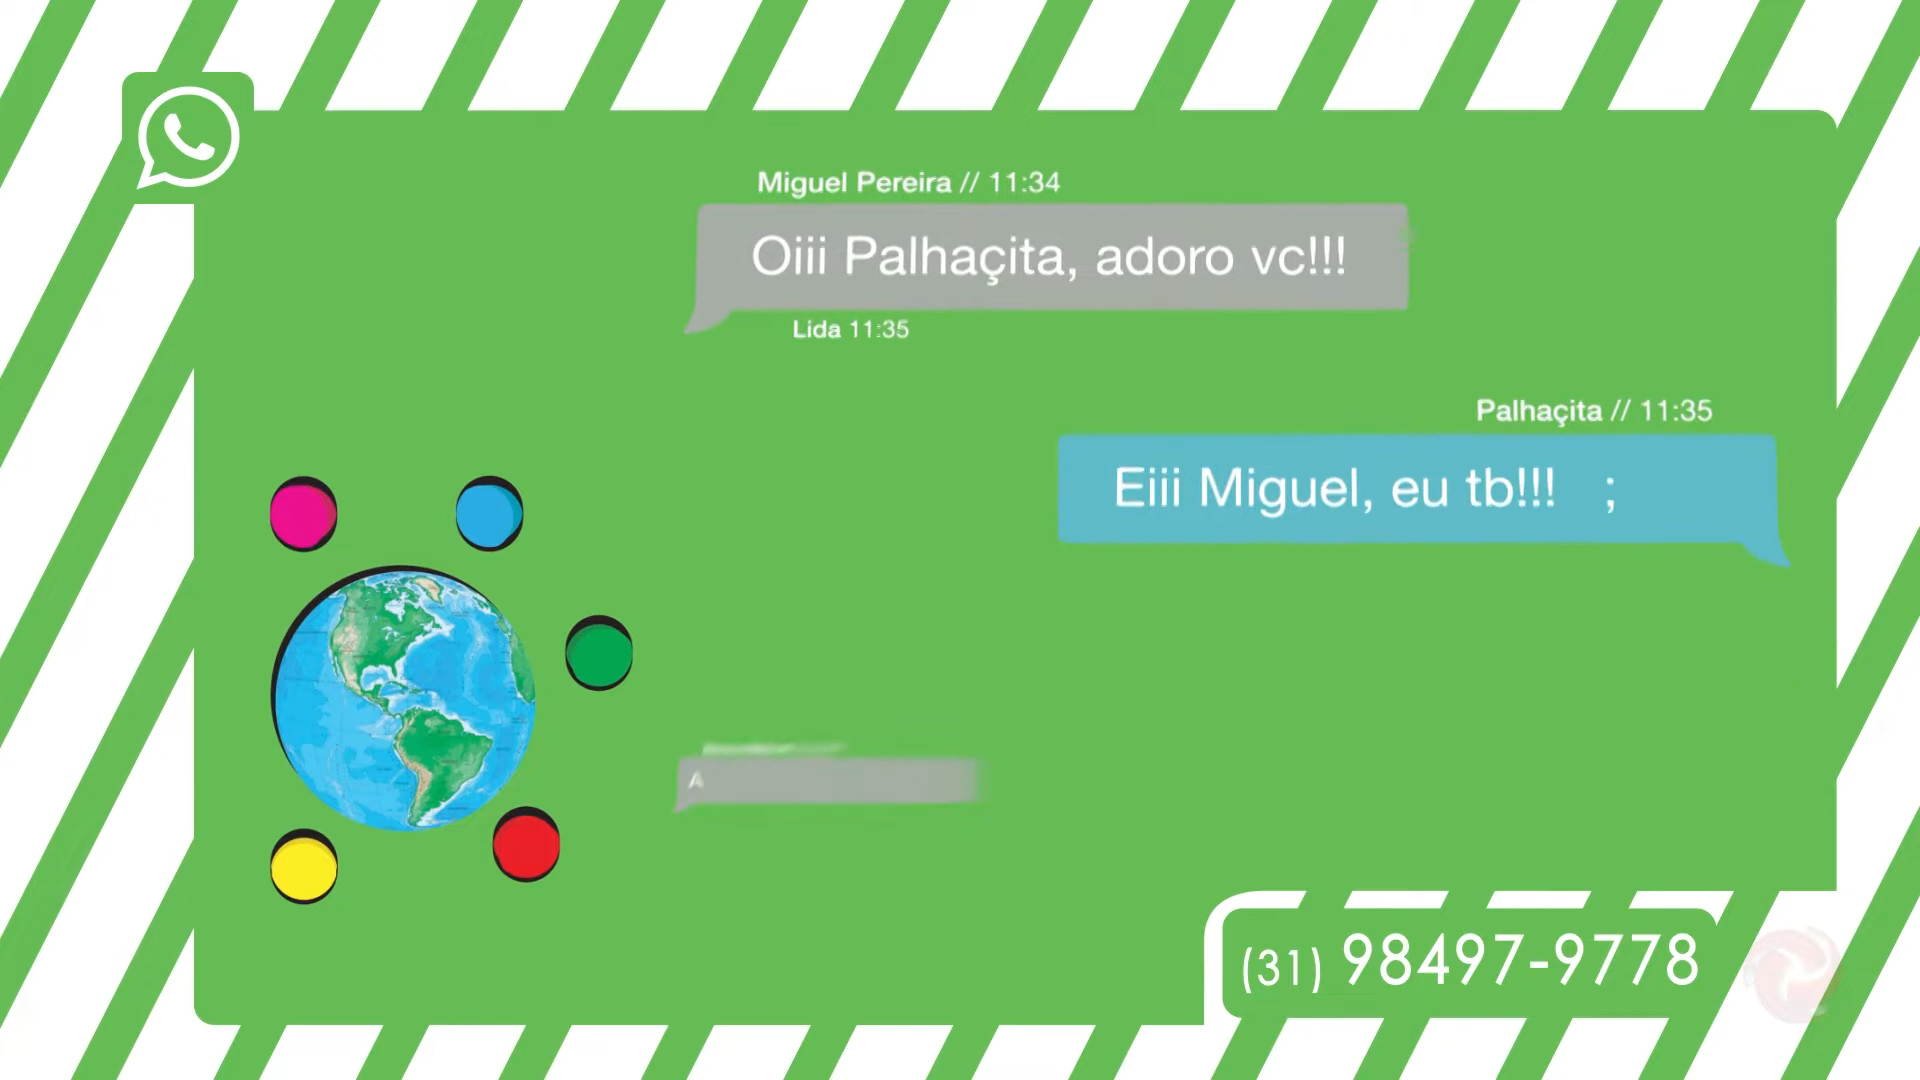 Miguel Pereira // 11:34
Oiii Palhaçita, adoro vc!!!
Lida 11:35
Palhaçita // 11:35
Eiii Miguel, eu tb!!! ;
A
(31) 98497-9778